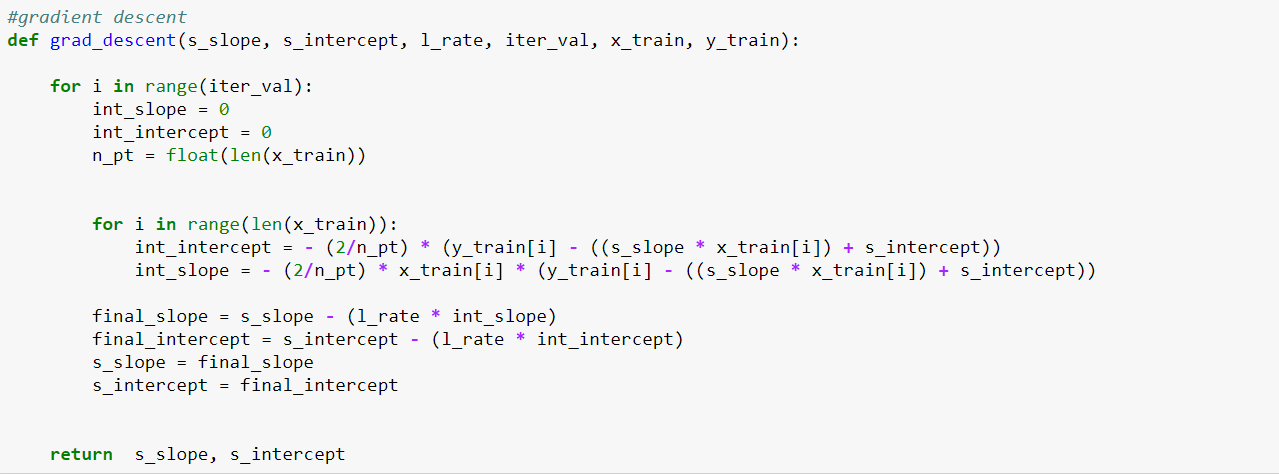 #gradient descent
def grad_descent(s_slope, s_intercept, l_rate, iter_val, x_train, y_train):
    for i in range(iter_val):
        int_slope = 0
        int_intercept = 0
        n_pt = float(len(x_train))
        for i in range(len(x_train)):
            int_intercept = - (2/n_pt) * (y_train[i] - ((s_slope * x_train[i]) + s_intercept))
            int_slope = - (2/n_pt) * x_train[i] * (y_train[i] - ((s_slope * x_train[i]) + s_intercept))
        final_slope = s_slope - (l_rate * int_slope)
        final_intercept = s_intercept - (l_rate * int_intercept)
        s_slope = final_slope
        s_intercept = final_intercept
    return  s_slope, s_intercept